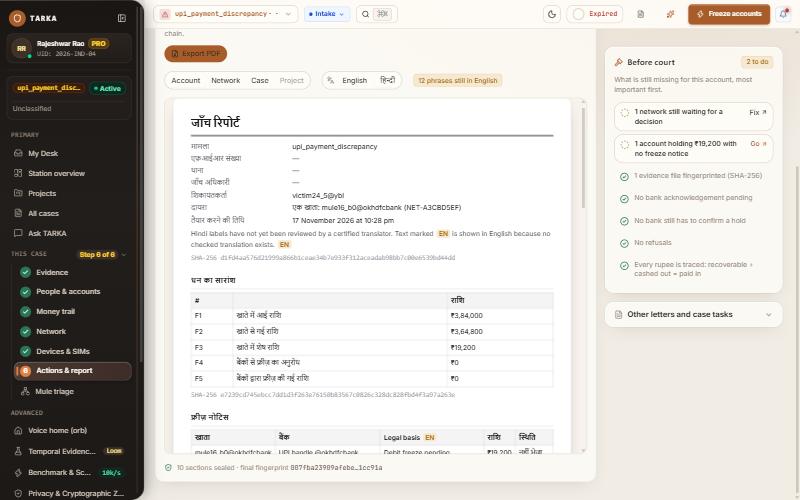 TARKA
RR
Rajeshwar Rao PRO
UID: 2026-IND-04
upi_payment_disc... Active
Unclassified
PRIMARY
My Desk
Station overview
Projects
All cases
Ask TARKA
THIS CASE Step 6 of 6
Evidence
People & accounts
Money trail
Network
Devices & SIMs
6 Actions & report
Mule triage
ADVANCED
Voice home (orb)
Temporal Evidenc... Loom
Benchmark & Sc... 10k/s
Privacy & Cryptographic Z...
upi_payment_discrepancy
Intake
⌘K
Expired
Freeze accounts
chain.
Export PDF
Account Network Case Project
English हिन्दी
12 phrases still in English
जाँच रिपोर्ट
मामला upi_payment_discrepancy
एफ़आईआर संख्या —
थाना —
जाँच अधिकारी —
शिकायतकर्ता victim24_5@ybl
दायरा एक खाता: mule16_b0@okhdfcbank (NET-A3CBD5EF)
तैयार करने की तिथि 17 November 2026 at 10:28 pm
Hindi labels have not yet been reviewed by a certified translator. Text marked EN is shown in English because no
checked translation exists. EN
धन का सारांश
# राशि
F1 खाते में आई राशि ₹3,84,000
F2 खाते से गई राशि ₹3,64,800
F3 खाते में शेष राशि ₹19,200
F4 बैंकों से फ़्रीज़ का अनुरोध ₹0
F5 बैंकों द्वारा फ़्रीज़ की गई राशि ₹0
फ़्रीज़ नोटिस
खाता बैंक Legal basis EN राशि स्थिति
mule16_b0@okhdfcbank UPI handle @okhdfcbank Debit freeze pending ₹19,200 नहीं भेजा
10 sections sealed · final fingerprint 087fba23909afebe…1cc91a
Before court 2 to do
What is still missing for this account, most
important first.
1 network still waiting for a
decision
Fix ↗
1 account holding ₹19,200 with
no freeze notice
Go ↗
1 evidence file fingerprinted (SHA-256)
No bank acknowledgement pending
No bank still has to confirm a hold
No refusals
Every rupee is traced: recoverable +
cashed out = paid in
Other letters and case tasks